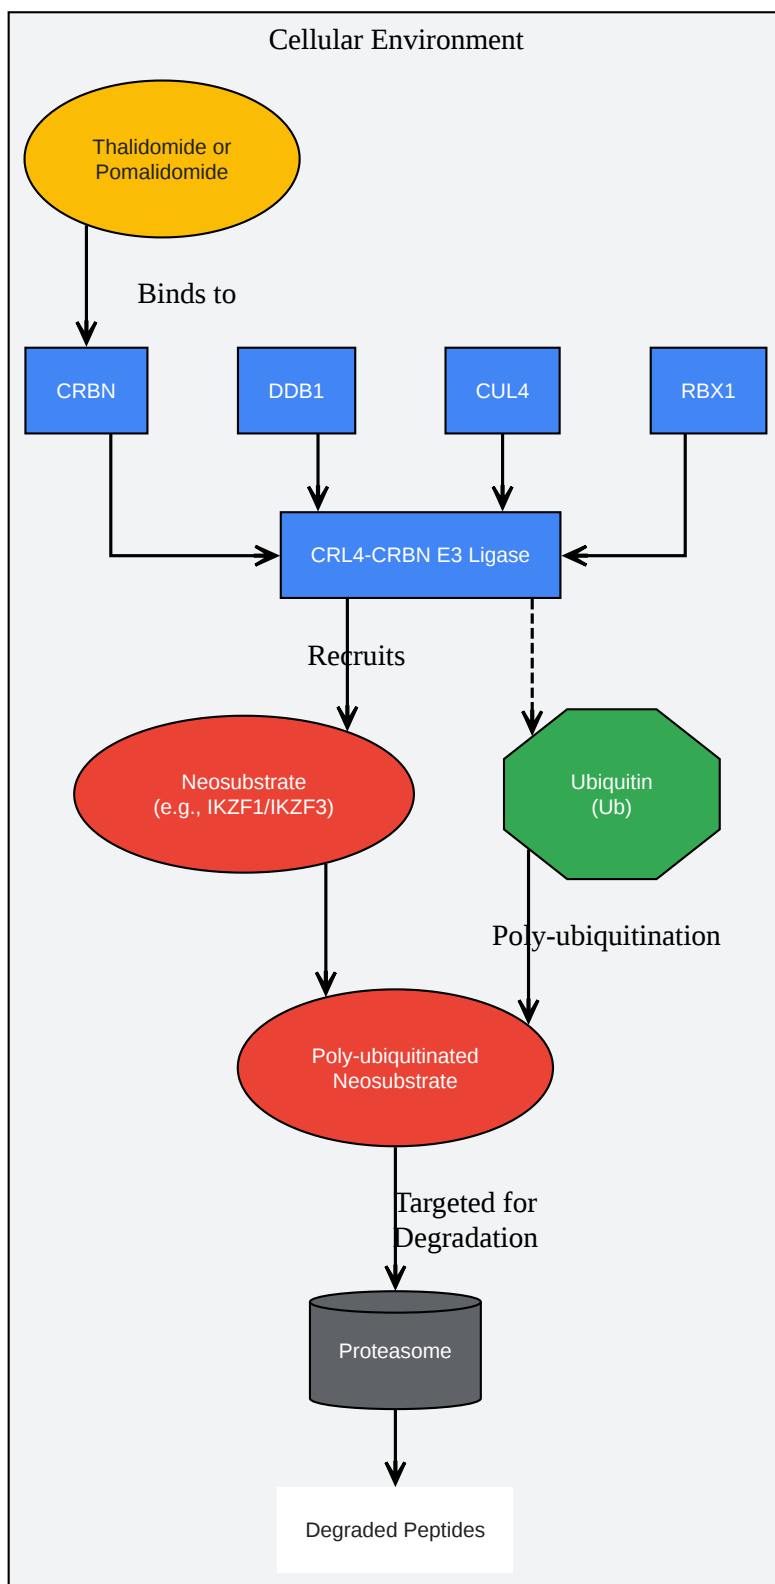 Cellular Environment
Thalidomide or
Pomalidomide
Binds to
CRBN
DDB1
CUL4
RBX1
CRL4-CRBN E3 Ligase
Recruits
Neosubstrate
(e.g., IKZF1/IKZF3)
Ubiquitin
(Ub)
Poly-ubiquitination
Poly-ubiquitinated
Neosubstrate
Targeted for
Degradation
Proteasome
Degraded Peptides